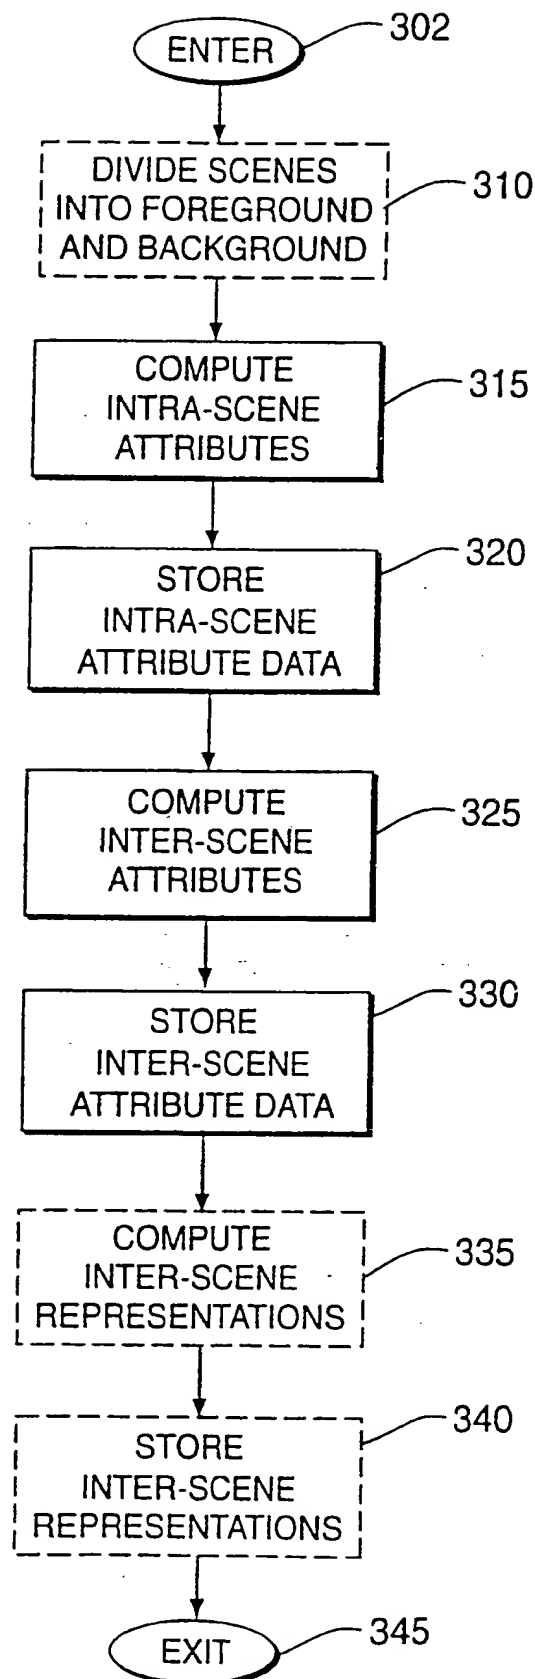 ENTER
302
DIVIDE SCENES
INTO FOREGROUND
AND BACKGROUND
310
COMPUTE
INTRA-SCENE
ATTRIBUTES
315
STORE
INTRA-SCENE
ATTRIBUTE DATA
320
COMPUTE
INTER-SCENE
ATTRIBUTES
325
STORE
INTER-SCENE
ATTRIBUTE DATA
330
COMPUTE
INTER-SCENE
REPRESENTATIONS
335
STORE
INTER-SCENE
REPRESENTATIONS
340
EXIT
345